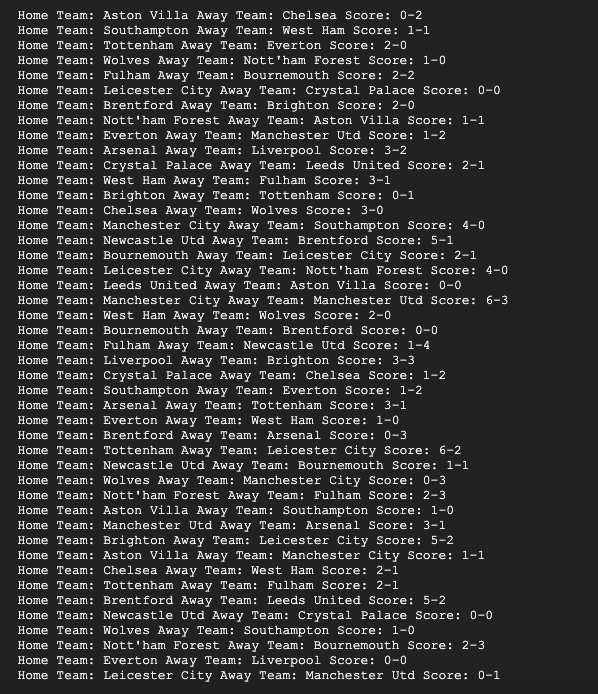 Home Team: Aston Villa Away Team: Chelsea Score: 0-2
Home Team: Southampton Away Team: West Ham Score: 1-1
Home Team: Tottenham Away Team: Everton Score: 2-0
Home Team: Wolves Away Team: Nott'ham Forest Score: 1-0
Home Team: Fulham Away Team: Bournemouth Score: 2-2
Home Team: Leicester City Away Team: Crystal Palace Score: 0-0
Home Team: Brentford Away Team: Brighton Score: 2-0
Home Team: Nott'ham Forest Away Team: Aston Villa Score: 1-1
Home Team: Everton Away Team: Manchester Utd Score: 1-2
Home Team: Arsenal Away Team: Liverpool Score: 3-2
Home Team: Crystal Palace Away Team: Leeds United Score: 2-1
Home Team: West Ham Away Team: Fulham Score: 3-1
Home Team: Brighton Away Team: Tottenham Score: 0-1
Home Team: Chelsea Away Team: Wolves Score: 3-0
Home Team: Manchester City Away Team: Southampton Score: 4-0
Home Team: Newcastle Utd Away Team: Brentford Score: 5-1
Home Team: Bournemouth Away Team: Leicester City Score: 2-1
Home Team: Leicester City Away Team: Nott'ham Forest Score: 4-0
Home Team: Leeds United Away Team: Aston Villa Score: 0-0
Home Team: Manchester City Away Team: Manchester Utd Score: 6-3
Home Team: West Ham Away Team: Wolves Score: 2-0
Home Team: Bournemouth Away Team: Brentford Score: 0-0
Home Team: Fulham Away Team: Newcastle Utd Score: 1-4
Home Team: Liverpool Away Team: Brighton Score: 3-3
Home Team: Crystal Palace Away Team: Chelsea Score: 1-2
Home Team: Southampton Away Team: Everton Score: 1-2
Home Team: Arsenal Away Team: Tottenham Score: 3-1
Home Team: Everton Away Team: West Ham Score: 1-0
Home Team: Brentford Away Team: Arsenal Score: 0-3
Home Team: Tottenham Away Team: Leicester City Score: 6-2
Home Team: Newcastle Utd Away Team: Bournemouth Score: 1-1
Home Team: Wolves Away Team: Manchester City Score: 0-3
Home Team: Nott'ham Forest Away Team: Fulham Score: 2-3
Home Team: Aston Villa Away Team: Southampton Score: 1-0
Home Team: Manchester Utd Away Team: Arsenal Score: 3-1
Home Team: Brighton Away Team: Leicester City Score: 5-2
Home Team: Aston Villa Away Team: Manchester City Score: 1-1
Home Team: Chelsea Away Team: West Ham Score: 2-1
Home Team: Tottenham Away Team: Fulham Score: 2-1
Home Team: Brentford Away Team: Leeds United Score: 5-2
Home Team: Newcastle Utd Away Team: Crystal Palace Score: 0-0
Home Team: Wolves Away Team: Southampton Score: 1-0
Home Team: Nott'ham Forest Away Team: Bournemouth Score: 2-3
Home Team: Everton Away Team: Liverpool Score: 0-0
Home Team: Leicester City Away Team: Manchester Utd Score: 0-1